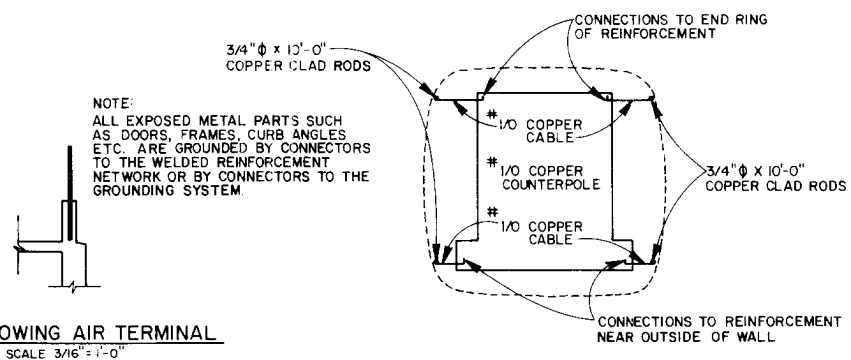 3/4"ϕ x 10'-0"
COPPER CLAD RODS
CONNECTIONS TO END RING
OF REINFORCEMENT
NOTE:
ALL EXPOSED METAL PARTS SUCH
AS DOORS, FRAMES, CURB ANGLES
ETC. ARE GROUNDED BY CONNECTORS
TO THE WELDED REINFORCEMENT
NETWORK OR BY CONNECTORS TO THE
GROUNDING SYSTEM.
# 1/0 COPPER
CABLE
# 1/0 COPPER
COUNTERPOLE
# 1/0 COPPER
CABLE
3/4"ϕ x 10'-0"
COPPER CLAD RODS
CONNECTIONS TO REINFORCEMENT
NEAR OUTSIDE OF WALL
OWING AIR TERMINAL
SCALE 3/16"=1'-0"